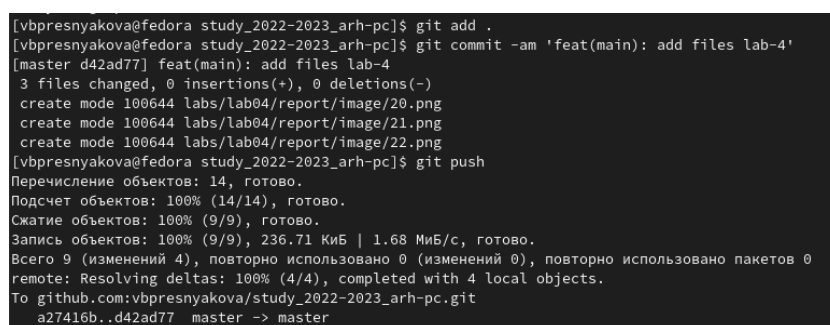 [vbpresnyakova@fedora study_2022-2023_arh-pc]$ git add .
[vbpresnyakova@fedora study_2022-2023_arh-pc]$ git commit -am 'feat(main): add files lab-4'
[master d42ad77] feat(main): add files lab-4
 3 files changed, 0 insertions(+), 0 deletions(-)
 create mode 100644 labs/lab04/report/image/20.png
 create mode 100644 labs/lab04/report/image/21.png
 create mode 100644 labs/lab04/report/image/22.png
[vbpresnyakova@fedora study_2022-2023_arh-pc]$ git push
Перечисление объектов: 14, готово.
Подсчет объектов: 100% (14/14), готово.
Сжатие объектов: 100% (9/9), готово.
Запись объектов: 100% (9/9), 236.71 КиБ | 1.68 МиБ/с, готово.
Всего 9 (изменений 4), повторно использовано 0 (изменений 0), повторно использовано пакетов 0
remote: Resolving deltas: 100% (4/4), completed with 4 local objects.
To github.com:vbpresnyakova/study_2022-2023_arh-pc.git
   a27416b..d42ad77  master -> master